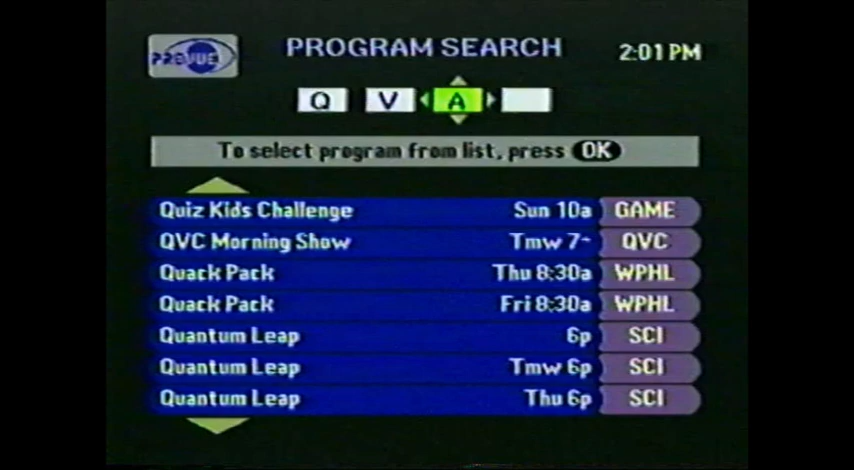 PREVUE PROGRAM SEARCH 2:01 PM
Q V A
To select program from list, press OK
Quiz Kids Challenge Sun 10a GAME
QVC Morning Show Tmw 7~ QVC
Quack Pack Thu 8:30a WPHL
Quack Pack Fri 8:30a WPHL
Quantum Leap 6p SCI
Quantum Leap Tmw 6p SCI
Quantum Leap Thu 6p SCI